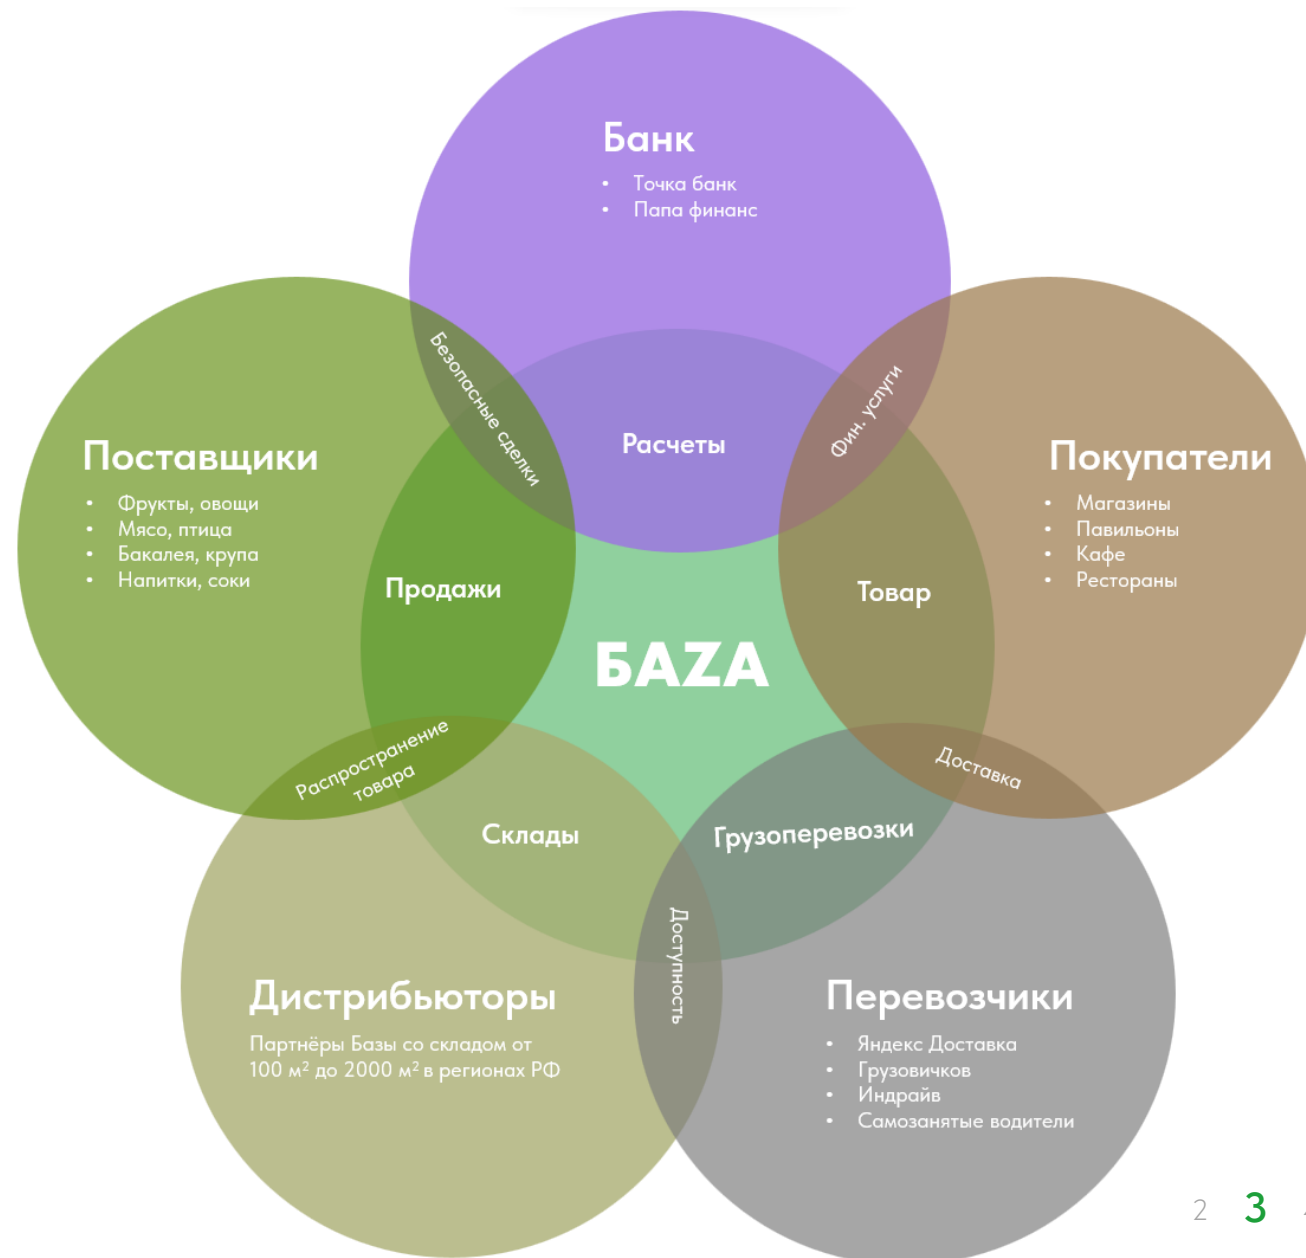 Банк
• Точка банк
• Папа финанс
Безопасные сделки
Фин. услуги
Расчеты
Поставщики
• Фрукты, овощи
• Мясо, птица
• Бакалея, крупа
• Напитки, соки
Покупатели
• Магазины
• Павильоны
• Кафе
• Рестораны
Продажи
Товар
БАZА
Распространение
товара
Доставка
Склады
Грузоперевозки
Доступность
Дистрибьюторы
Партнёры Базы со складом от
100 м² до 2000 м² в регионах РФ
Перевозчики
• Яндекс Доставка
• Грузовичков
• Индрайв
• Самозанятые водители
2 3